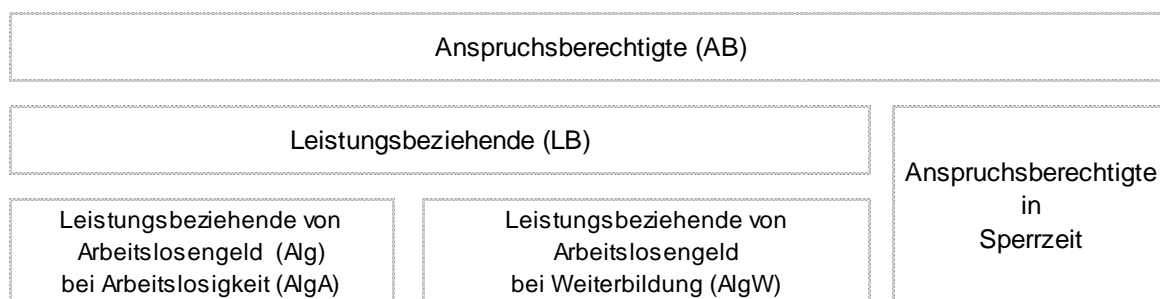 Anspruchsberechtigte (AB)
Leistungsbeziehende (LB)
Leistungsbeziehende von
Arbeitslosengeld (Alg)
bei Arbeitslosigkeit (AlgA)
Leistungsbeziehende von
Arbeitslosengeld
bei Weiterbildung (AlgW)
Anspruchsberechtigte
in
Sperrzeit